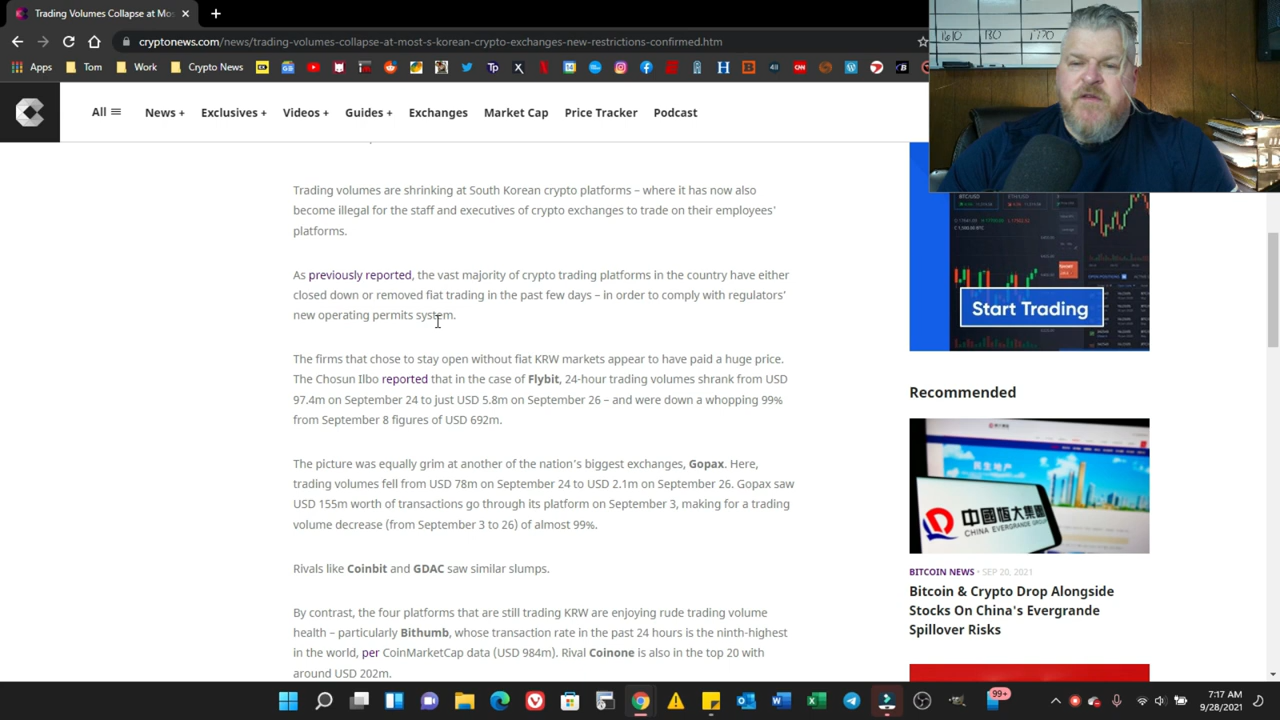 Trading Volumes Collapse at Mos
cryptonews.com/news/trading-volumes-collapse-at-most-s-korean-crypto-exchanges-new-restrictions-confirmed.htm
Apps Tom Work Crypto New
All News + Exclusives + Videos + Guides + Exchanges Market Cap Price Tracker Podcast
1610 130 1770
Trading volumes are shrinking at South Korean crypto platforms – where it has now also
become illegal for the staff and executives of crypto exchanges to trade on their employees'
platforms.
As previously reported, the vast majority of crypto trading platforms in the country have either
closed down or removed fiat trading in the past few days – in order to comply with regulators'
new operating permits system.
The firms that chose to stay open without fiat KRW markets appear to have paid a huge price.
The Chosun Ilbo reported that in the case of Flybit, 24-hour trading volumes shrank from USD
97.4m on September 24 to just USD 5.8m on September 26 – and were down a whopping 99%
from September 8 figures of USD 692m.
The picture was equally grim at another of the nation's biggest exchanges, Gopax. Here,
trading volumes fell from USD 78m on September 24 to USD 2.1m on September 26. Gopax saw
USD 155m worth of transactions go through its platform on September 3, making for a trading
volume decrease (from September 3 to 26) of almost 99%.
Rivals like Coinbit and GDAC saw similar slumps.
By contrast, the four platforms that are still trading KRW are enjoying rude trading volume
health – particularly Bithumb, whose transaction rate in the past 24 hours is the ninth-highest
in the world, per CoinMarketCap data (USD 984m). Rival Coinone is also in the top 20 with
around USD 202m.
Start Trading
Recommended
中國恆大集團
CHINA EVERGRANDE GROUP
BITCOIN NEWS • SEP 20, 2021
Bitcoin & Crypto Drop Alongside
Stocks On China's Evergrande
Spillover Risks
99+
7:17 AM
9/28/2021